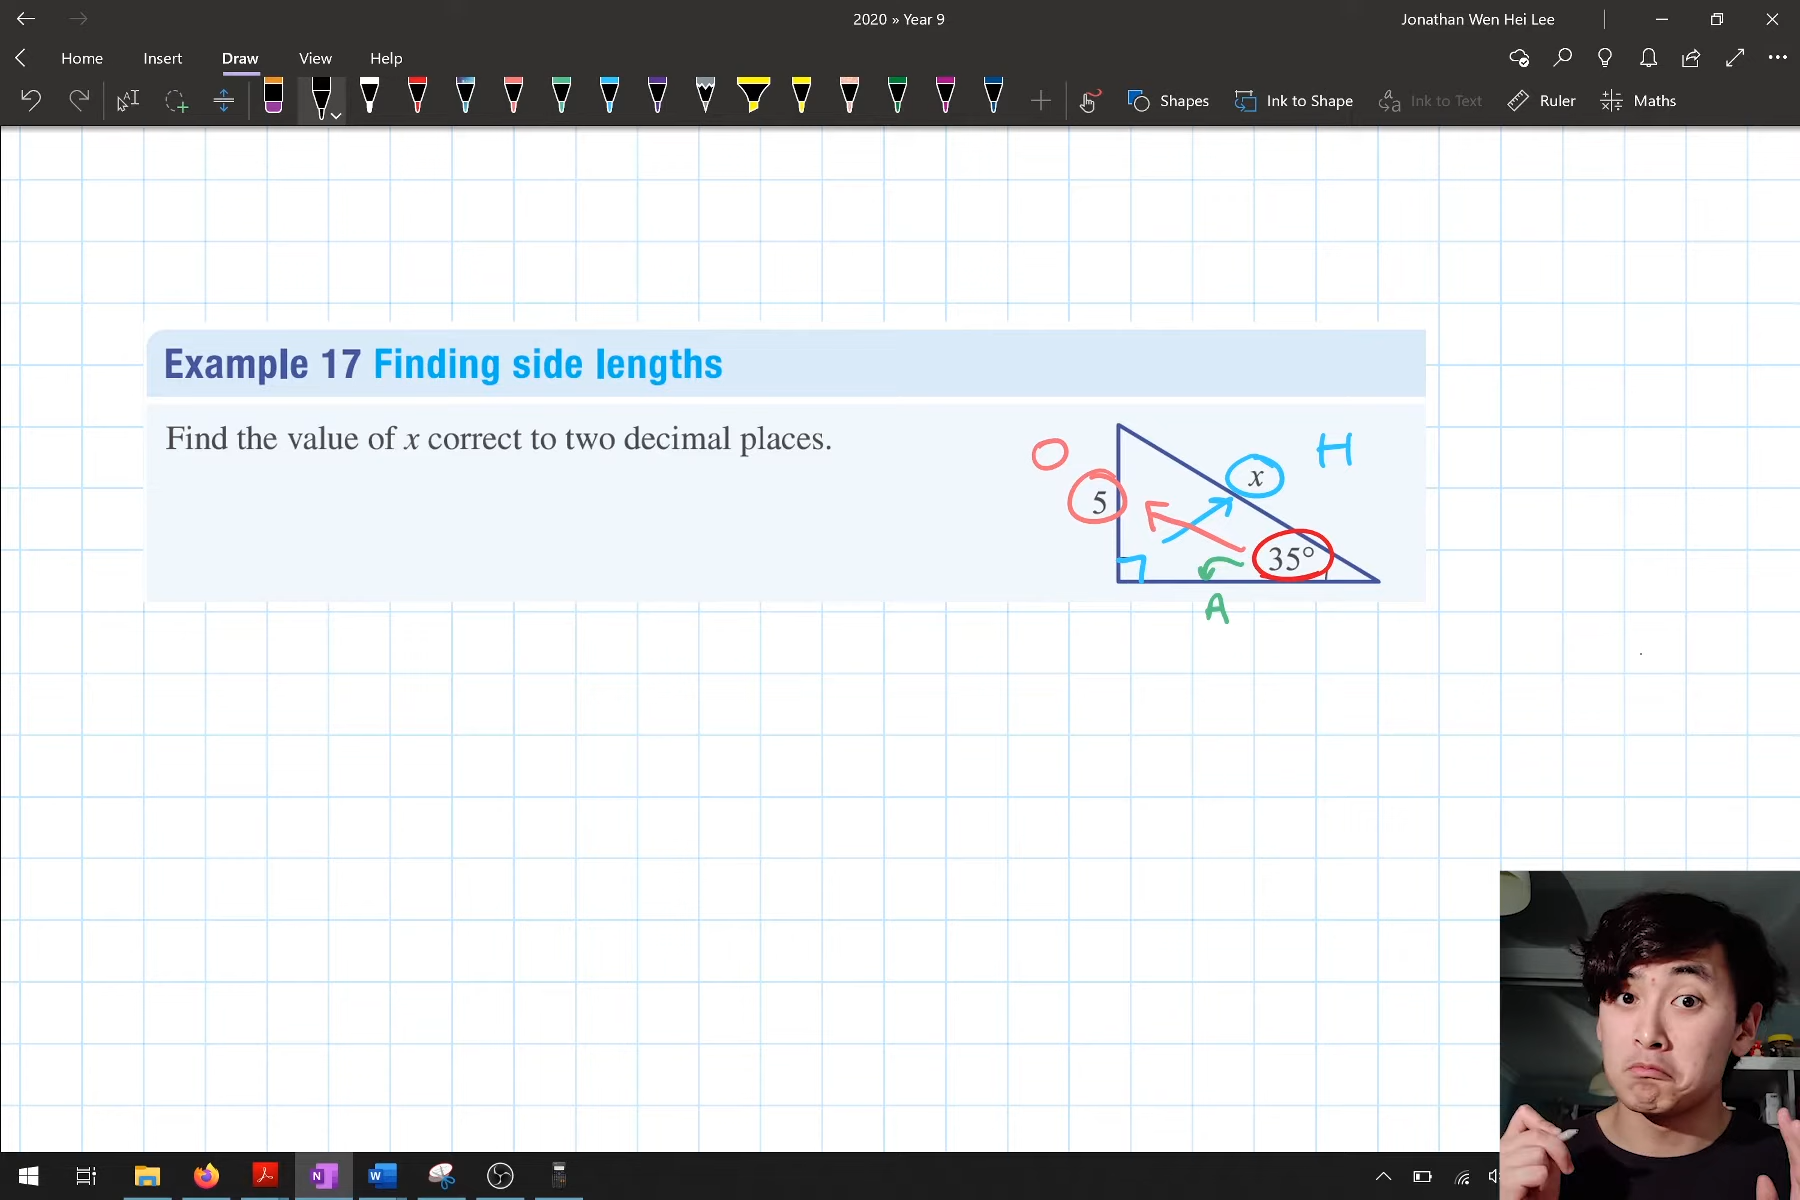 2020 » Year 9
Jonathan Wen Hei Lee
Home Insert Draw View Help
Shapes Ink to Shape Ink to Text Ruler Maths
Example 17 Finding side lengths
Find the value of x correct to two decimal places.
O
H
x
5
35°
A